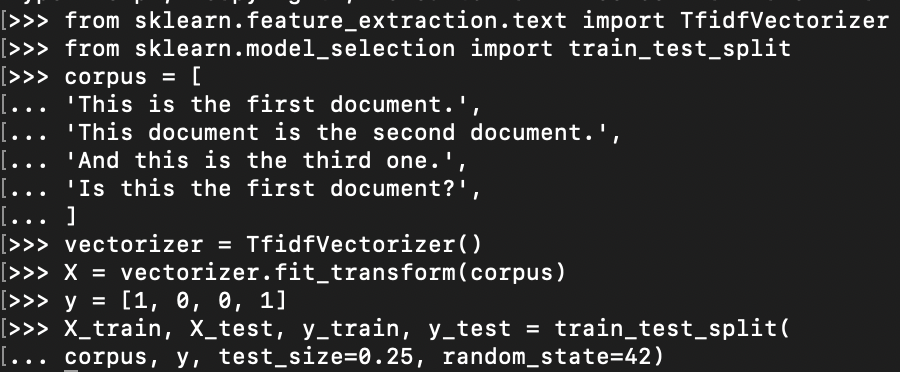 [>>> from sklearn.feature_extraction.text import TfidfVectorizer
[>>> from sklearn.model_selection import train_test_split
[>>> corpus = [
[... 'This is the first document.',
[... 'This document is the second document.',
[... 'And this is the third one.',
[... 'Is this the first document?',
[... ]
[>>> vectorizer = TfidfVectorizer()
[>>> X = vectorizer.fit_transform(corpus)
[>>> y = [1, 0, 0, 1]
[>>> X_train, X_test, y_train, y_test = train_test_split(
[... corpus, y, test_size=0.25, random_state=42)